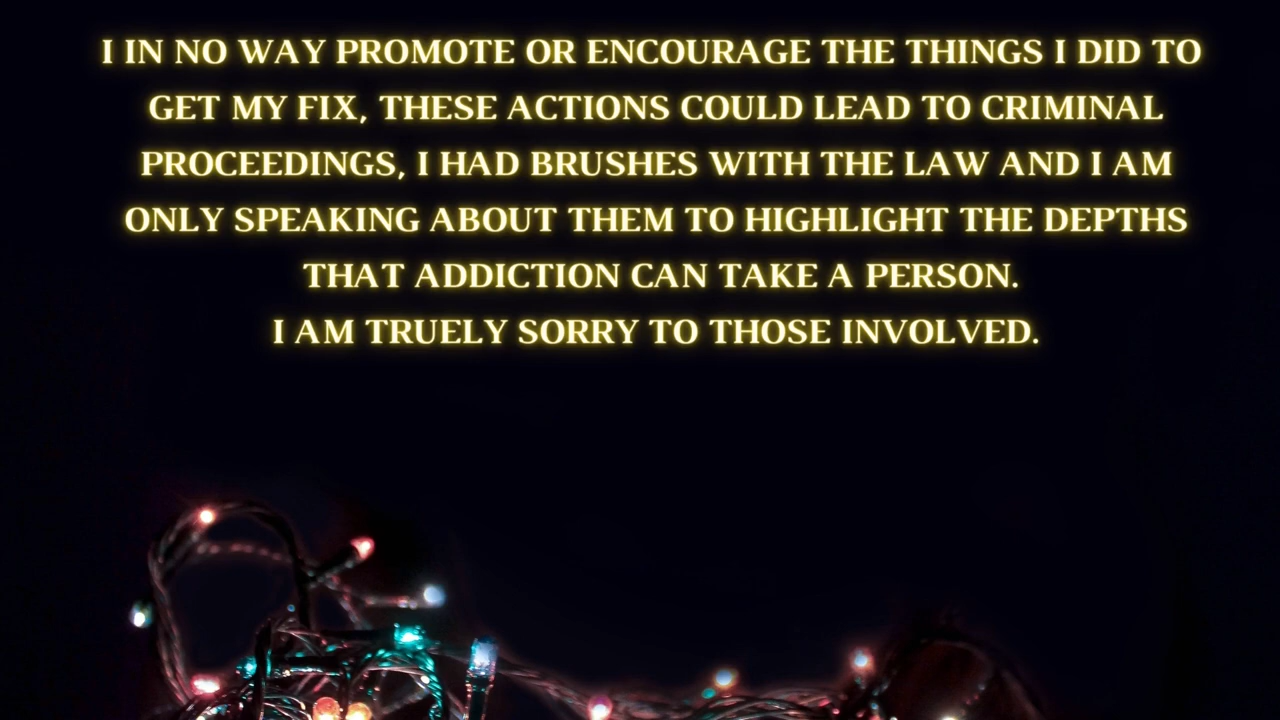 I IN NO WAY PROMOTE OR ENCOURAGE THE THINGS I DID TO
GET MY FIX, THESE ACTIONS COULD LEAD TO CRIMINAL
PROCEEDINGS, I HAD BRUSHES WITH THE LAW AND I AM
ONLY SPEAKING ABOUT THEM TO HIGHLIGHT THE DEPTHS
THAT ADDICTION CAN TAKE A PERSON.
I AM TRUELY SORRY TO THOSE INVOLVED.